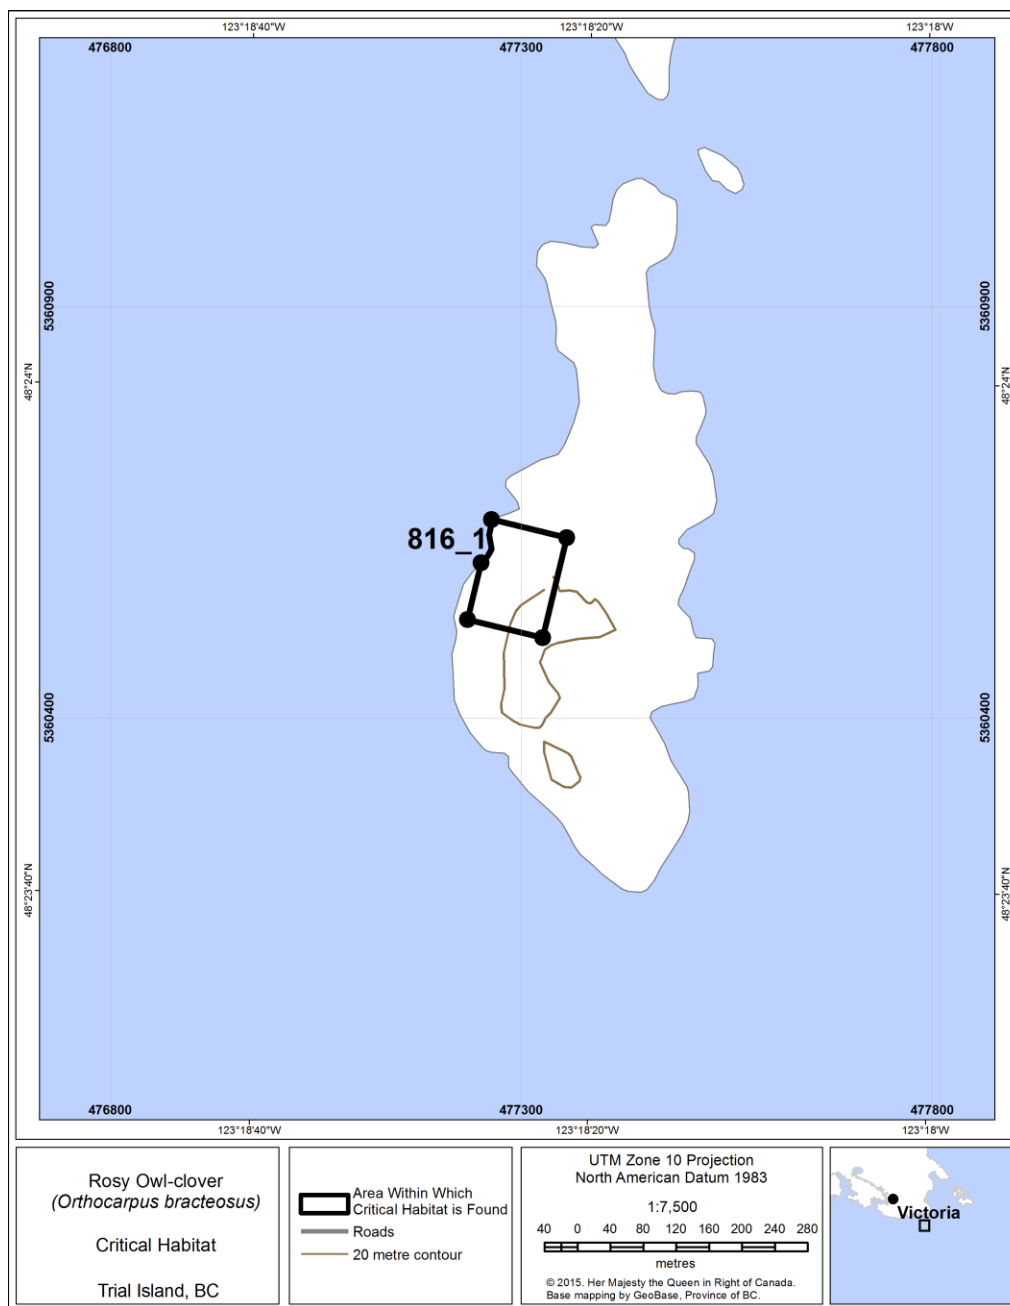 123°18'40"W 123°18'20"W 123°18'W
476800 477300 477800
5360900 5360900
48°24'N 48°24'N
816_1
5360400 5360400
48°23'40"N 48°23'40"N
476800 477300 477800
123°18'40"W 123°18'20"W 123°18'W
Rosy Owl-clover
(Orthocarpus bracteosus)
Critical Habitat
Trial Island, BC
Area Within Which
Critical Habitat is Found
Roads
20 metre contour
UTM Zone 10 Projection
North American Datum 1983
1:7,500
40 0 40 80 120 160 200 240 280
metres
© 2015. Her Majesty the Queen in Right of Canada.
Base mapping by GeoBase, Province of BC.
Victoria